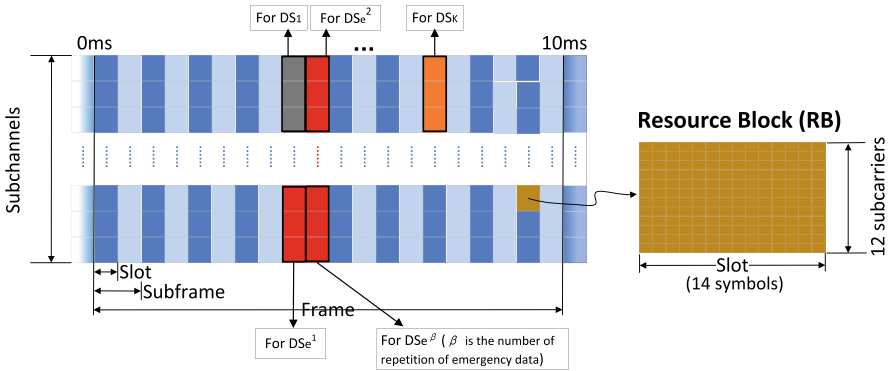 For DS1
For DSe2
For DSK
0ms
...
10ms
Subchannels
Resource Block (RB)
12 subcarriers
Slot
Slot
(14 symbols)
Subframe
Frame
For DSe1
For DSeβ ( β is the number of
repetition of emergency data)